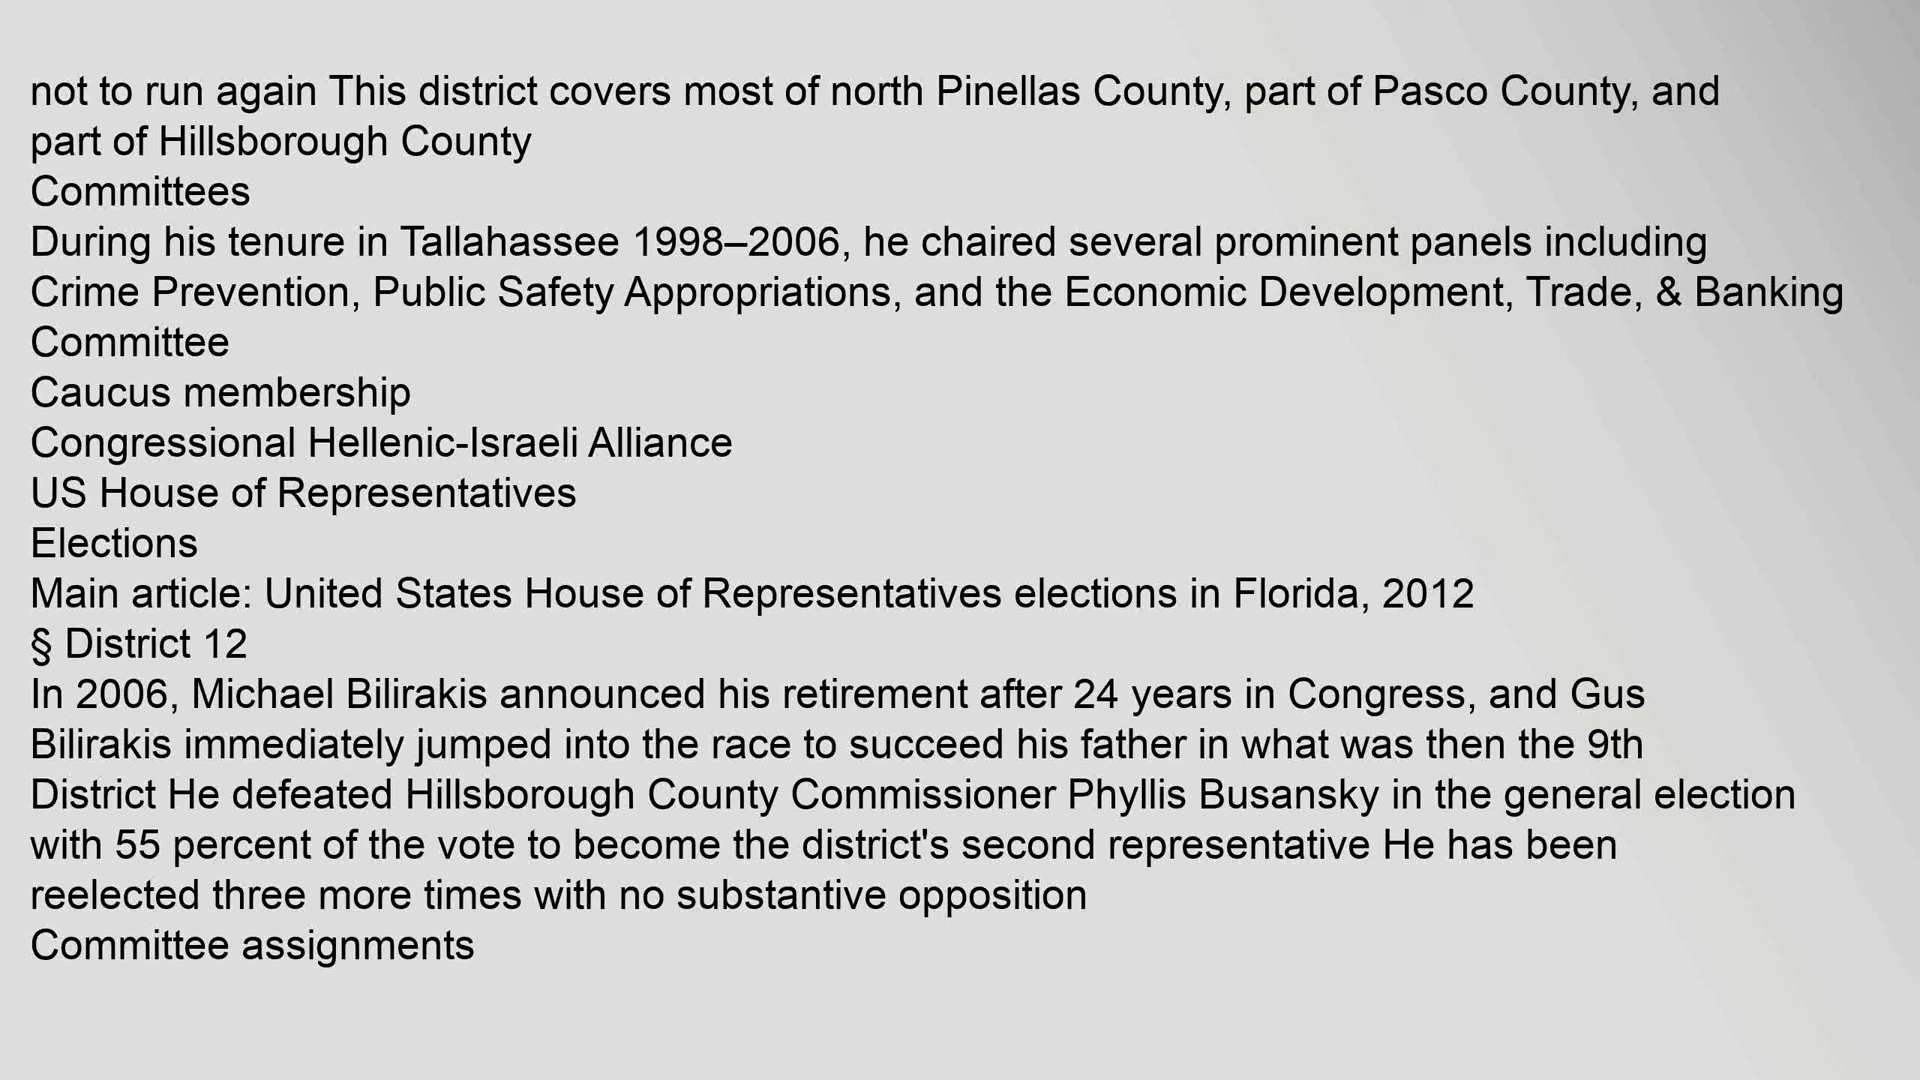 not to run again This district covers most of north Pinellas County, part of Pasco County, and
part of Hillsborough County
Committees
During his tenure in Tallahassee 1998–2006, he chaired several prominent panels including
Crime Prevention, Public Safety Appropriations, and the Economic Development, Trade, & Banking
Committee
Caucus membership
Congressional Hellenic-Israeli Alliance
US House of Representatives
Elections
Main article: United States House of Representatives elections in Florida, 2012
§ District 12
In 2006, Michael Bilirakis announced his retirement after 24 years in Congress, and Gus
Bilirakis immediately jumped into the race to succeed his father in what was then the 9th
District He defeated Hillsborough County Commissioner Phyllis Busansky in the general election
with 55 percent of the vote to become the district's second representative He has been
reelected three more times with no substantive opposition
Committee assignments